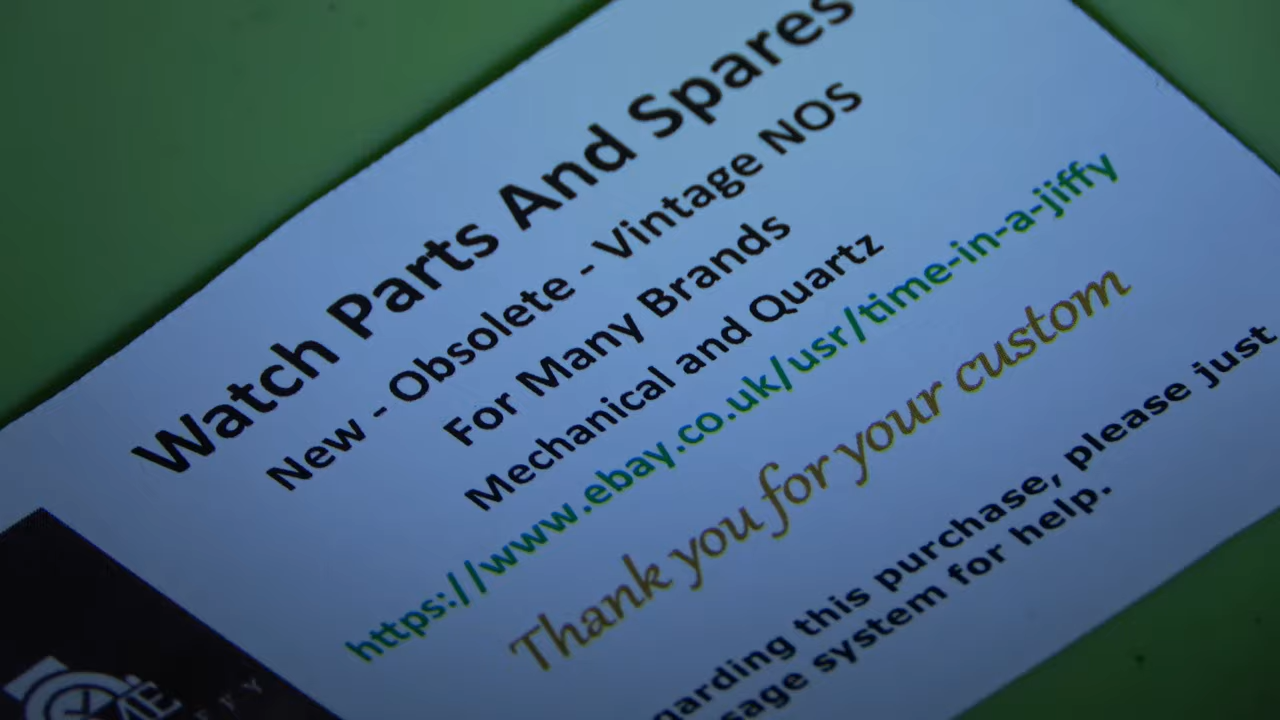 Watch Parts And Spares
New - Obsolete - Vintage NOS
For Many Brands
Mechanical and Quartz
https://www.ebay.co.uk/usr/time-in-a-jiffy
Thank you for your custom
garding this purchase, please just
sage system for help.